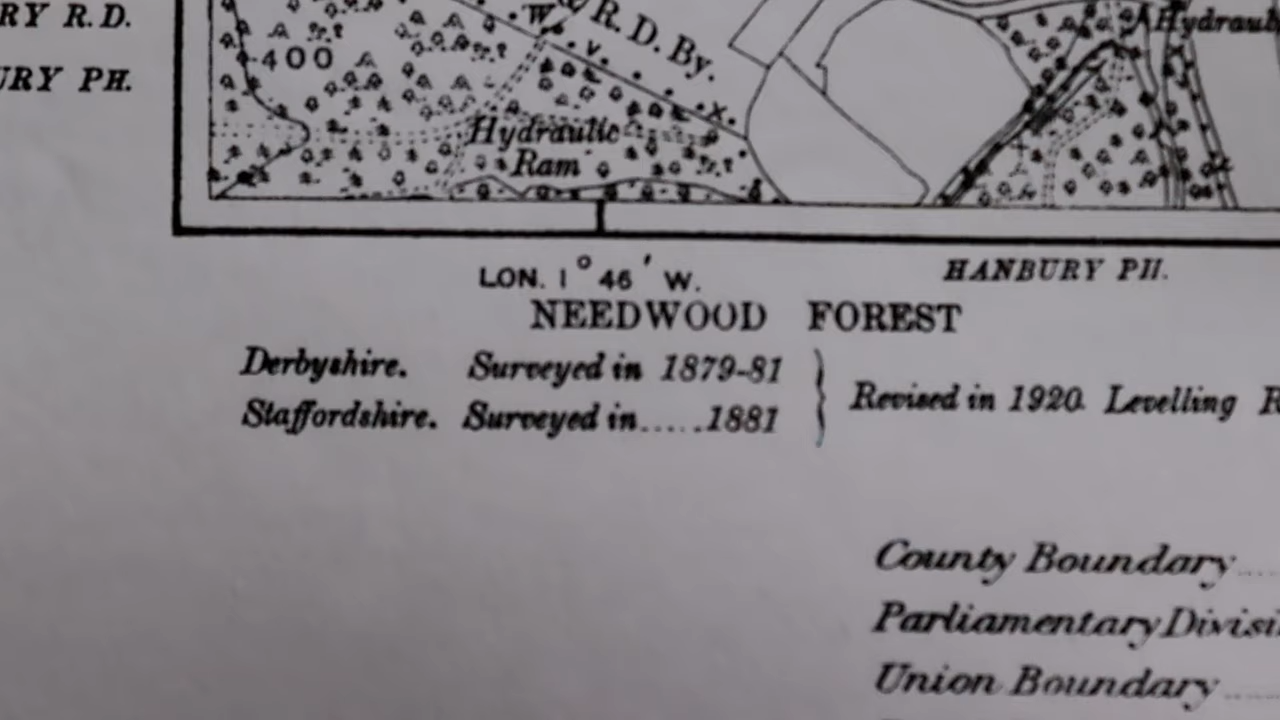 RY R.D.
URY PH.
W.
& R.D. By.
400
Hydraulic
Ram
Hydraul
LON. 1° 46′ W.
HANBURY PH.
NEEDWOOD FOREST
Derbyshire. Surveyed in 1879-81
Staffordshire. Surveyed in.....1881
Revised in 1920. Levelling R
County Boundary
Parliamentary Divisi
Union Boundary